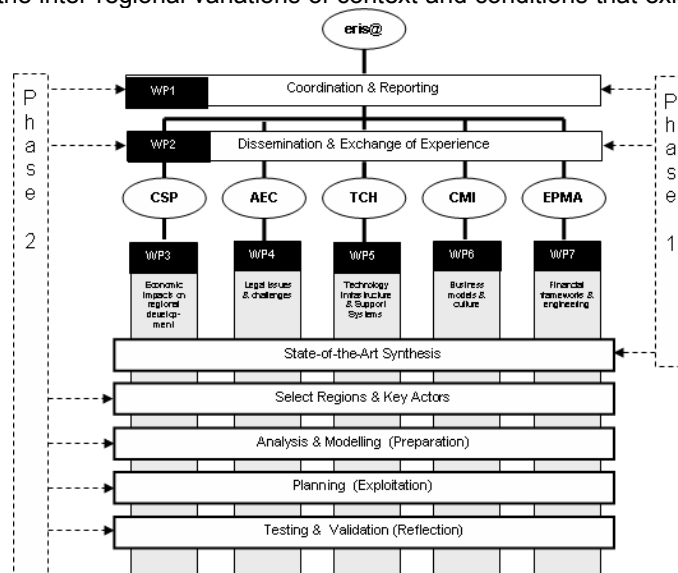 the inter-regional variations of context and conditions that exi
eris@
WP1
Coordination & Reporting
WP2
Dissemination & Exchange of Experience
Phase 2
Phase 1
CSP
AEC
TCH
CMI
EPMA
WP3
WP4
WP5
WP6
WP7
Economic
impacts on
regional
develop-
ment
Legal issues
& challenges
Technology
Infrastructure
& Support
Systems
Business
models &
culture
Financial
frameworks &
engineering
State-of-the-Art Synthesis
Select Regions & Key Actors
Analysis & Modelling (Preparation)
Planning (Exploitation)
Testing & Validation (Reflection)